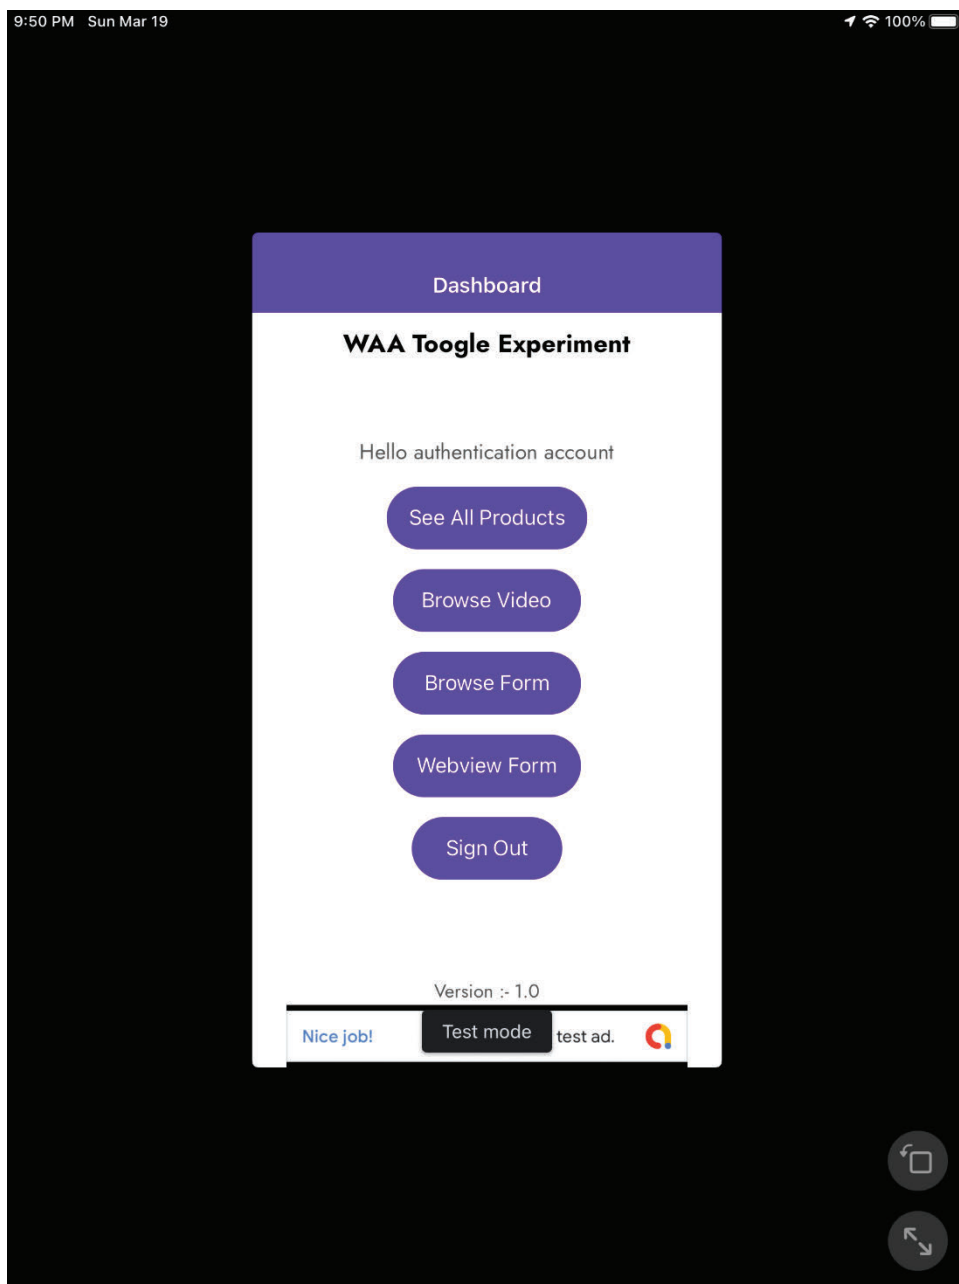 9:50 PM Sun Mar 19 100%
Dashboard
WAA Toogle Experiment
Hello authentication account
See All Products
Browse Video
Browse Form
Webview Form
Sign Out
Version :- 1.0
Nice job! Test mode test ad.